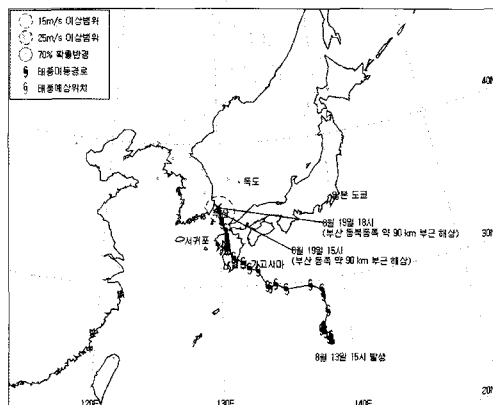 15m/s 이상범위
25m/s 이상범위
70% 확률반경
태풍이동경로
태풍예상위치
40N
독도
일본 도쿄
8월 19일 18시
(부산 동북동쪽 약 90 km 부근 해상)
서귀포
30N
8월 19일 15시
(부산 동쪽 약 90 km 부근 해상)
가고시마
8월 13일 15시 발생
20N
120E
130E
140E